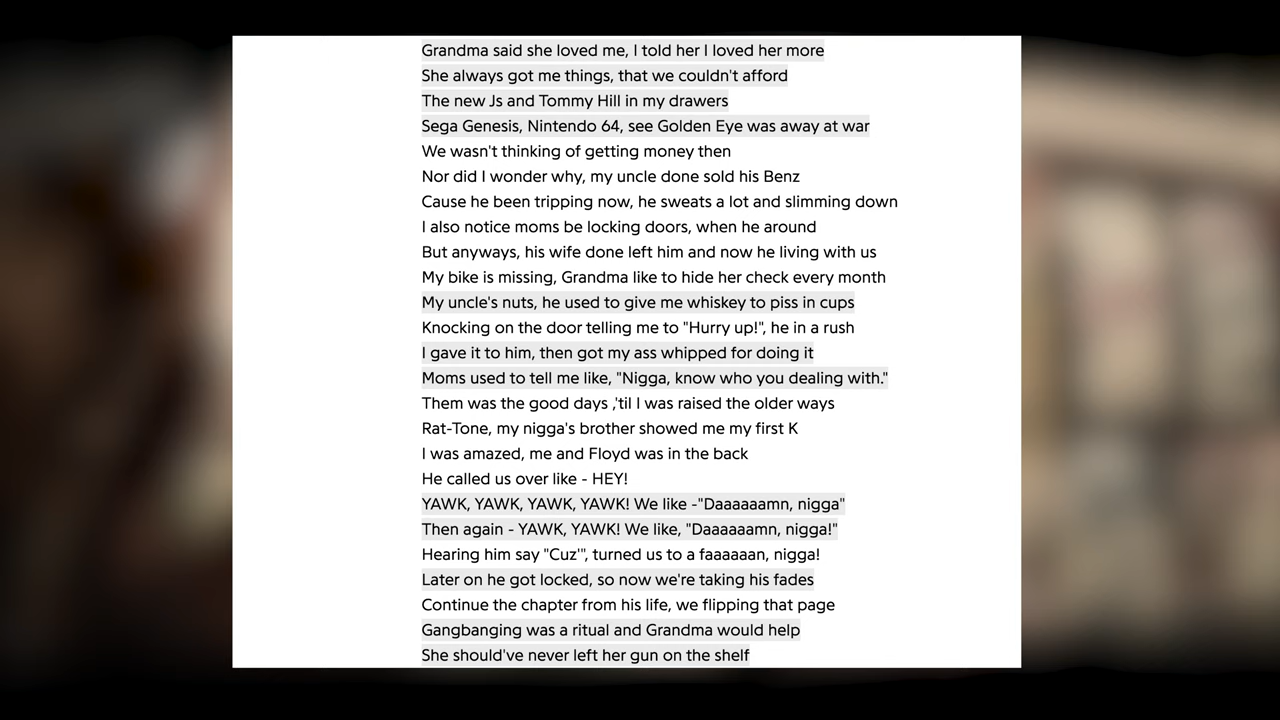 Grandma said she loved me, I told her I loved her more
She always got me things, that we couldn't afford
The new Js and Tommy Hill in my drawers
Sega Genesis, Nintendo 64, see Golden Eye was away at war
We wasn't thinking of getting money then
Nor did I wonder why, my uncle done sold his Benz
Cause he been tripping now, he sweats a lot and slimming down
I also notice moms be locking doors, when he around
But anyways, his wife done left him and now he living with us
My bike is missing, Grandma like to hide her check every month
My uncle's nuts, he used to give me whiskey to piss in cups
Knocking on the door telling me to "Hurry up!", he in a rush
I gave it to him, then got my ass whipped for doing it
Moms used to tell me like, "Nigga, know who you dealing with."
Them was the good days ,'til I was raised the older ways
Rat-Tone, my nigga's brother showed me my first K
I was amazed, me and Floyd was in the back
He called us over like - HEY!
YAWK, YAWK, YAWK, YAWK! We like -"Daaaaaamn, nigga"
Then again - YAWK, YAWK! We like, "Daaaaaamn, nigga!"
Hearing him say "Cuz'", turned us to a faaaaaan, nigga!
Later on he got locked, so now we're taking his fades
Continue the chapter from his life, we flipping that page
Gangbanging was a ritual and Grandma would help
She should've never left her gun on the shelf